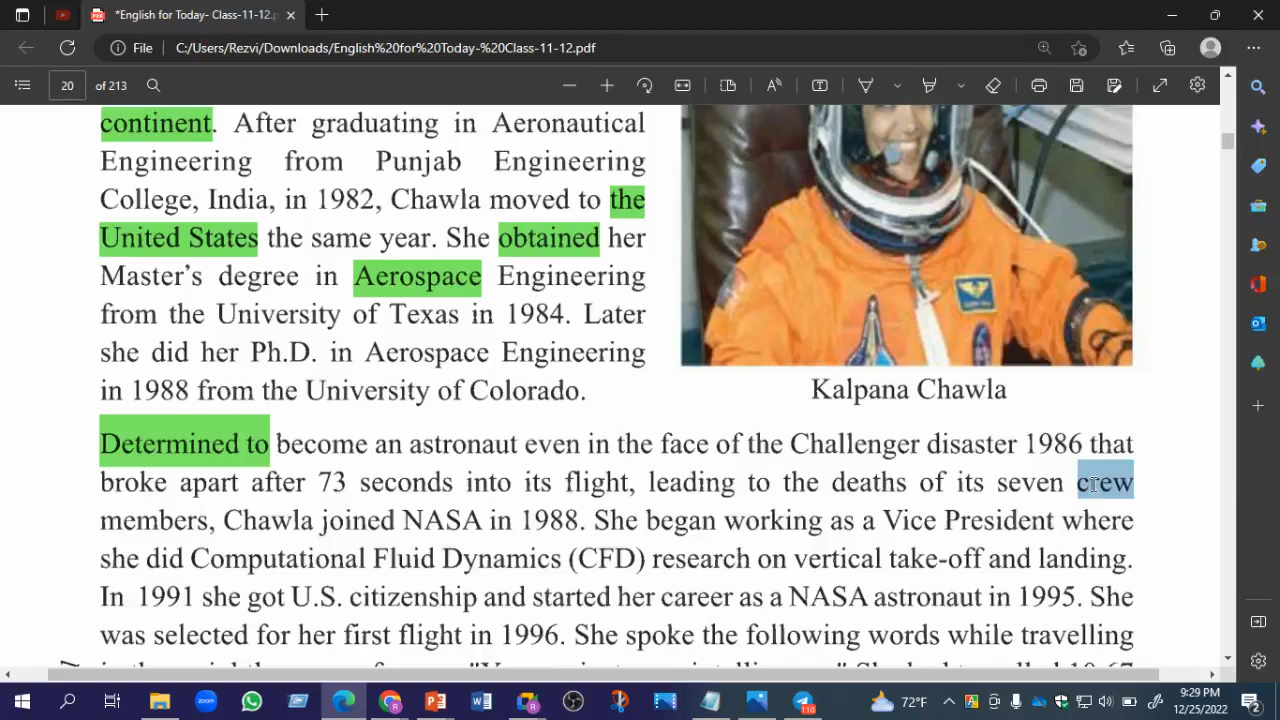 *English for Today- Class-11-12.p
File C:/Users/Rezvi/Downloads/English%20for%20Today-%20Class-11-12.pdf
20 of 213
continent. After graduating in Aeronautical
Engineering from Punjab Engineering
College, India, in 1982, Chawla moved to the
United States the same year. She obtained her
Master's degree in Aerospace Engineering
from the University of Texas in 1984. Later
she did her Ph.D. in Aerospace Engineering
in 1988 from the University of Colorado.
Kalpana Chawla
Determined to become an astronaut even in the face of the Challenger disaster 1986 that
broke apart after 73 seconds into its flight, leading to the deaths of its seven crew
members, Chawla joined NASA in 1988. She began working as a Vice President where
she did Computational Fluid Dynamics (CFD) research on vertical take-off and landing.
In 1991 she got U.S. citizenship and started her career as a NASA astronaut in 1995. She
was selected for her first flight in 1996. She spoke the following words while travelling
zoom
110
72°F
9:29 PM
12/25/2022
2